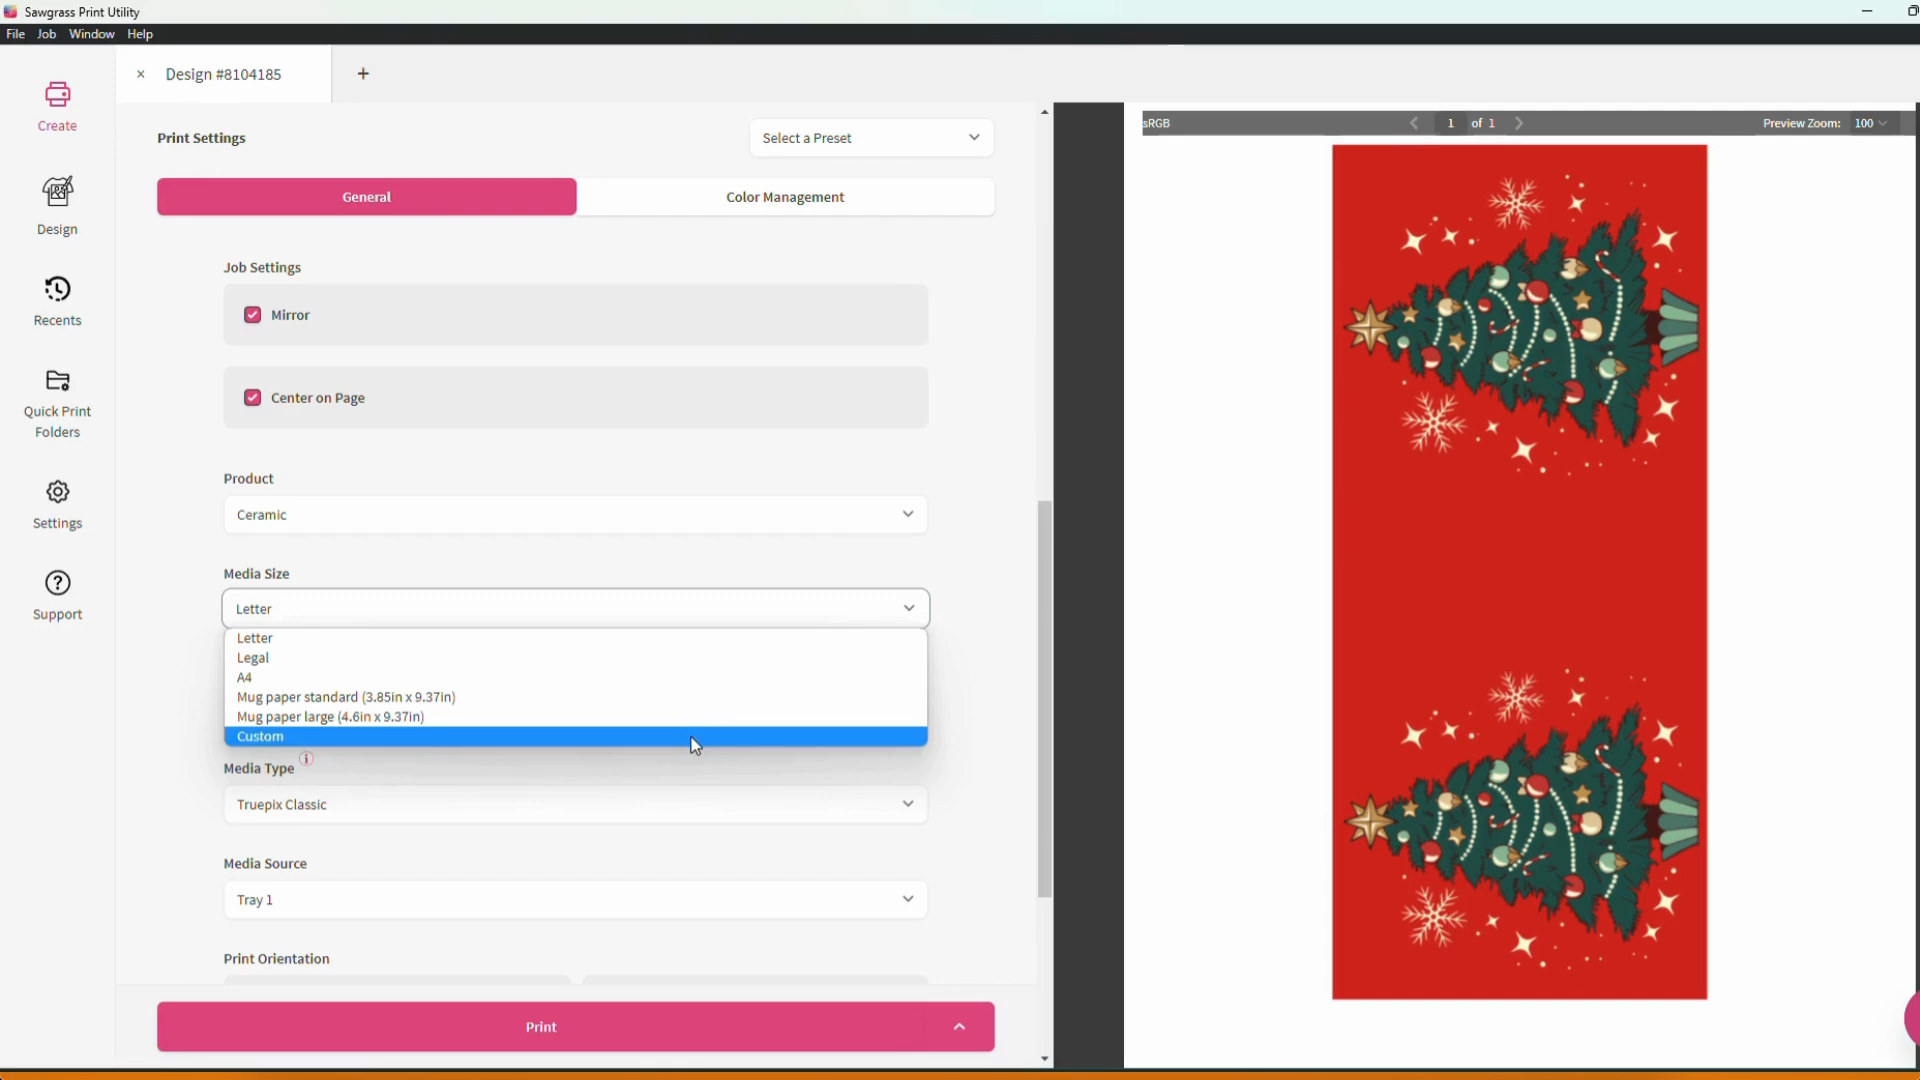 Sawgrass Print Utility
File Job Window Help
× Design #8104185 +
Create
Design
Recents
Quick Print
Folders
Settings
Support
Print Settings
Select a Preset
General
Color Management
Job Settings
Mirror
Center on Page
Product
Ceramic
Media Size
Letter
Letter
Legal
A4
Mug paper standard (3.85in x 9.37in)
Mug paper large (4.6in x 9.37in)
Custom
Media Type
Truepix Classic
Media Source
Tray 1
Print Orientation
Print
sRGB
1 of 1
Preview Zoom: 100